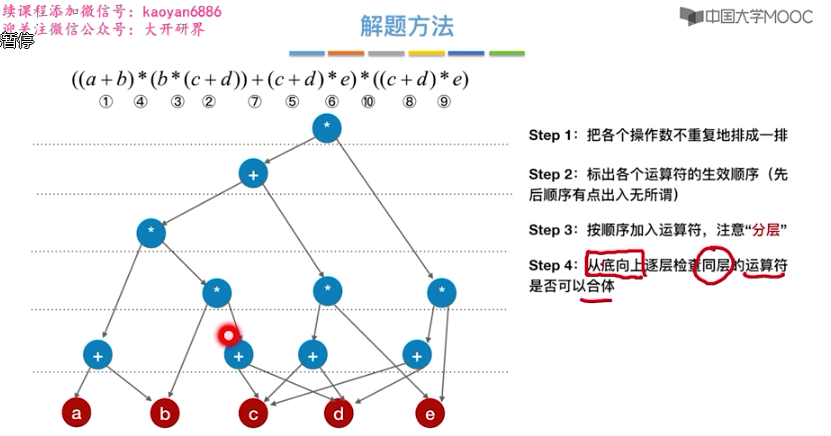 续课程添加微信号：kaoyan6886
迎关注微信公众号：大开研界
暂停
解题方法
中国大学MOOC
((a+b)*(b*(c+d))+(c+d)*e)*((c+d)*e)
① ④ ③ ② ⑦ ⑤ ⑥ ⑩ ⑧ ⑨
Step 1：把各个操作数不重复地排成一排
Step 2：标出各个运算符的生效顺序（先
后顺序有点出入无所谓）
Step 3：按顺序加入运算符，注意“分层”
Step 4：从底向上逐层检查同层的运算符
是否可以合体
*
+
*
* * *
+ + + +
a b c d e